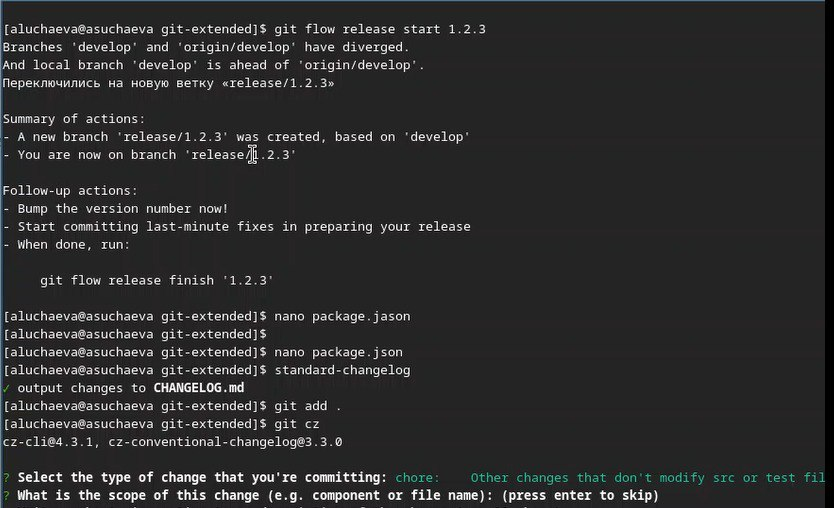 [aluchaeva@asuchaeva git-extended]$ git flow release start 1.2.3
Branches 'develop' and 'origin/develop' have diverged.
And local branch 'develop' is ahead of 'origin/develop'.
Переключились на новую ветку «release/1.2.3»
Summary of actions:
- A new branch 'release/1.2.3' was created, based on 'develop'
- You are now on branch 'release/1.2.3'
Follow-up actions:
- Bump the version number now!
- Start committing last-minute fixes in preparing your release
- When done, run:
git flow release finish '1.2.3'
[aluchaeva@asuchaeva git-extended]$ nano package.jason
[aluchaeva@asuchaeva git-extended]$
[aluchaeva@asuchaeva git-extended]$ nano package.json
[aluchaeva@asuchaeva git-extended]$ standard-changelog
✓ output changes to CHANGELOG.md
[aluchaeva@asuchaeva git-extended]$ git add .
[aluchaeva@asuchaeva git-extended]$ git cz
cz-cli@4.3.1, cz-conventional-changelog@3.3.0
? Select the type of change that you're committing: chore: Other changes that don't modify src or test fil
? What is the scope of this change (e.g. component or file name): (press enter to skip)